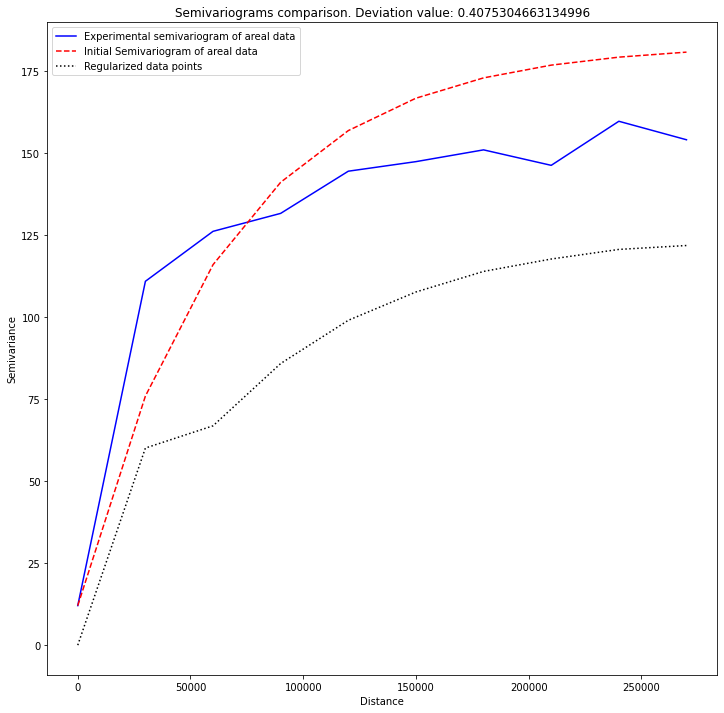 Semivariograms comparison. Deviation value: 0.4075304663134996
Experimental semivariogram of areal data
Initial Semivariogram of areal data
Regularized data points
175
150
125
100
75
50
25
0
Semivariance
0 50000 100000 150000 200000 250000
Distance